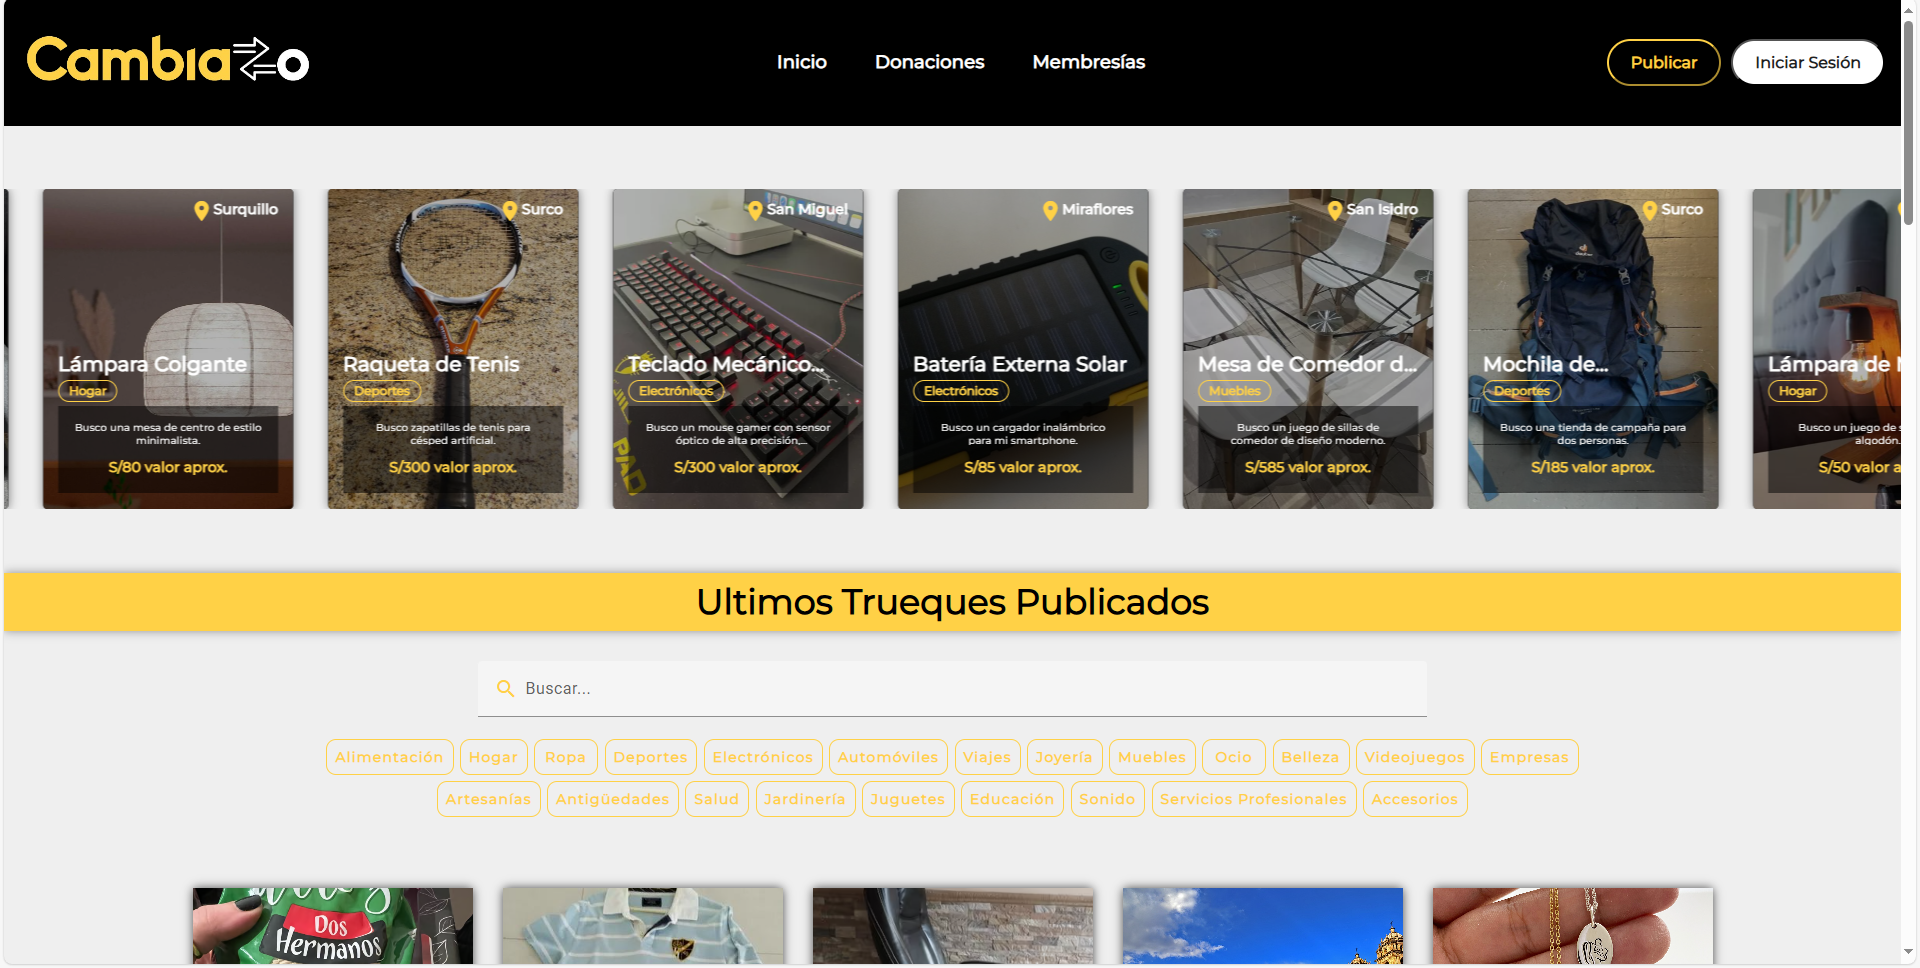 Cambiazo
Inicio
Donaciones
Membresías
Publicar
Iniciar Sesión
Surquillo
Lámpara Colgante
Hogar
Busco una mesa de centro de estilo
minimalista.
S/80 valor aprox.
Surco
Raqueta de Tenis
Deportes
Busco zapatillas de tenis para
césped artificial.
S/300 valor aprox.
San Miguel
Teclado Mecánico...
Electrónicos
Busco un mouse gamer con sensor
óptico de alta precisión,...
S/300 valor aprox.
Miraflores
Batería Externa Solar
Electrónicos
Busco un cargador inalámbrico
para mi smartphone.
S/85 valor aprox.
San Isidro
Mesa de Comedor d...
Muebles
Busco un juego de sillas de
comedor de diseño moderno.
S/585 valor aprox.
Surco
Mochila de...
Deportes
Busco una tienda de campaña para
dos personas.
S/185 valor aprox.
Lámpara de
Hogar
Busco un juego de
algodón.
S/50 valor a
Ultimos Trueques Publicados
Buscar...
Alimentación Hogar Ropa Deportes Electrónicos Automóviles Viajes Joyería Muebles Ocio Belleza Videojuegos Empresas
Artesanías Antigüedades Salud Jardinería Juguetes Educación Sonido Servicios Profesionales Accesorios
Dos
Hermanos